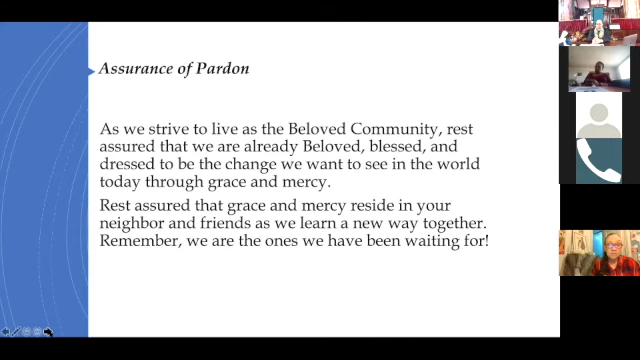 Assurance of Pardon
As we strive to live as the Beloved Community, rest
assured that we are already Beloved, blessed, and
dressed to be the change we want to see in the world
today through grace and mercy.
Rest assured that grace and mercy reside in your
neighbor and friends as we learn a new way together.
Remember, we are the ones we have been waiting for!